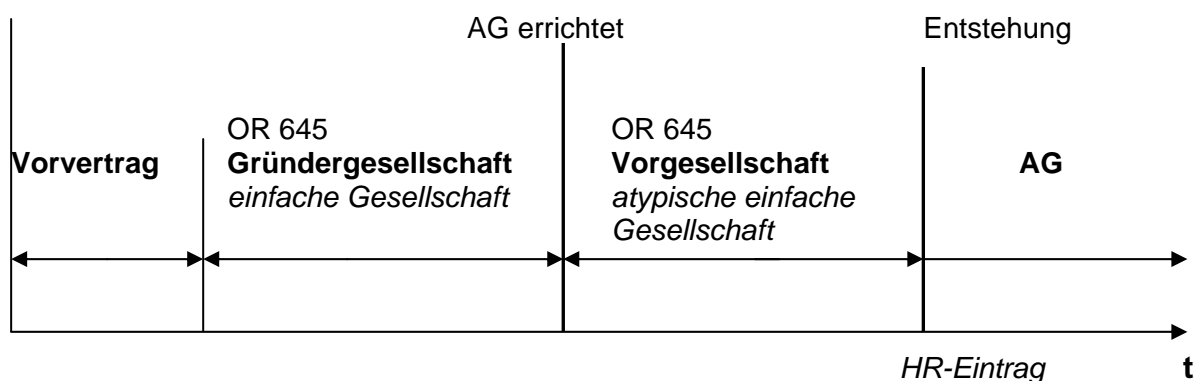 AG errichtet
Entstehung
OR 645
OR 645
Vorvertrag
Gründergesellschaft
Vorgesellschaft
AG
einfache Gesellschaft
atypische einfache
Gesellschaft
HR-Eintrag
t